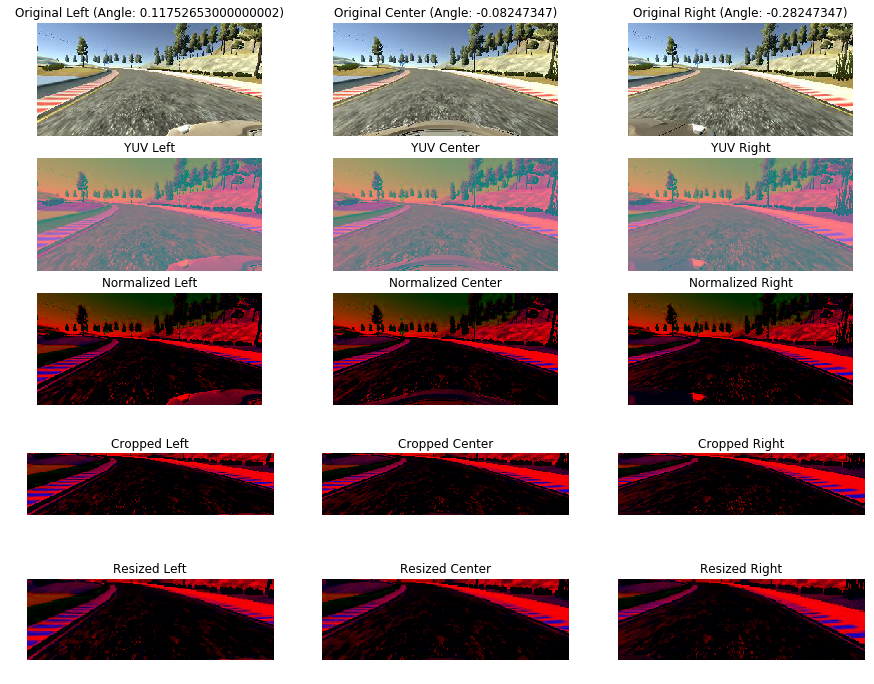 Original Left (Angle: 0.11752653000000002)
Original Center (Angle: -0.08247347)
Original Right (Angle: -0.28247347)
YUV Left
YUV Center
YUV Right
Normalized Left
Normalized Center
Normalized Right
Cropped Left
Cropped Center
Cropped Right
Resized Left
Resized Center
Resized Right